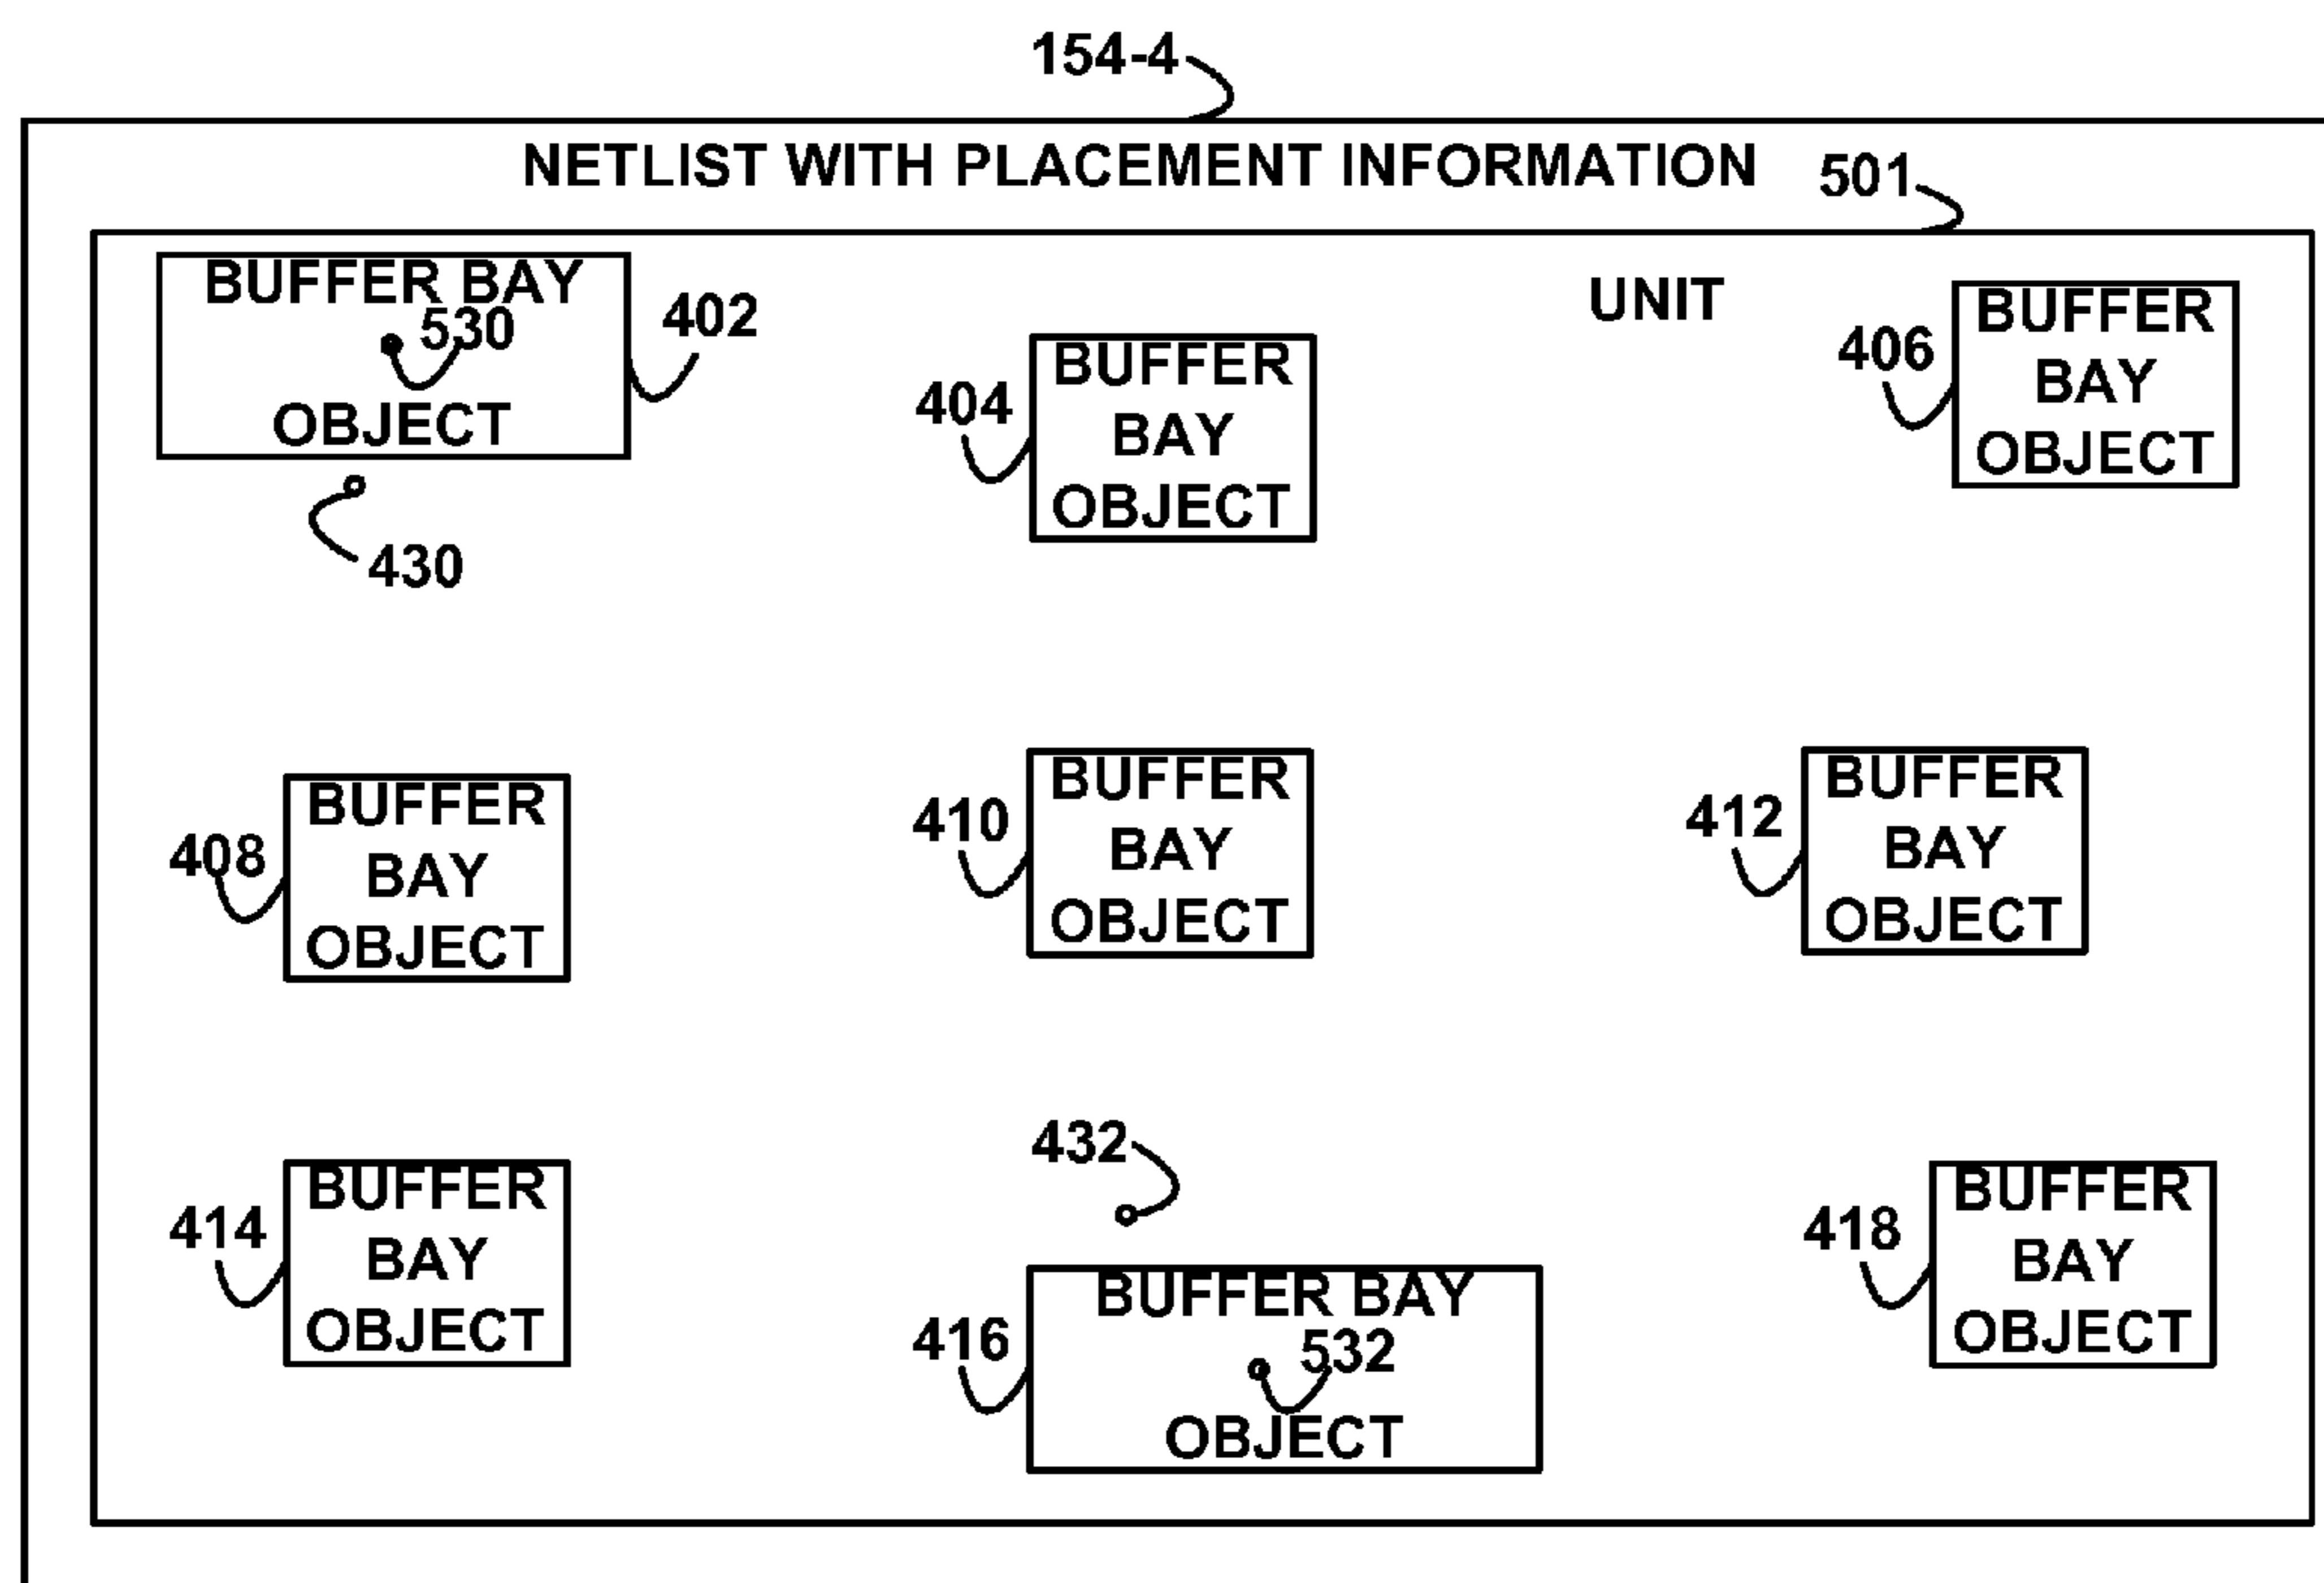 154-4
NETLIST WITH PLACEMENT INFORMATION
501
BUFFER BAY
530
OBJECT
402
430
404
BUFFER
BAY
OBJECT
UNIT
406
BUFFER
BAY
OBJECT
408
BUFFER
BAY
OBJECT
410
BUFFER
BAY
OBJECT
412
BUFFER
BAY
OBJECT
414
BUFFER
BAY
OBJECT
432
416
BUFFER BAY
532
OBJECT
418
BUFFER
BAY
OBJECT